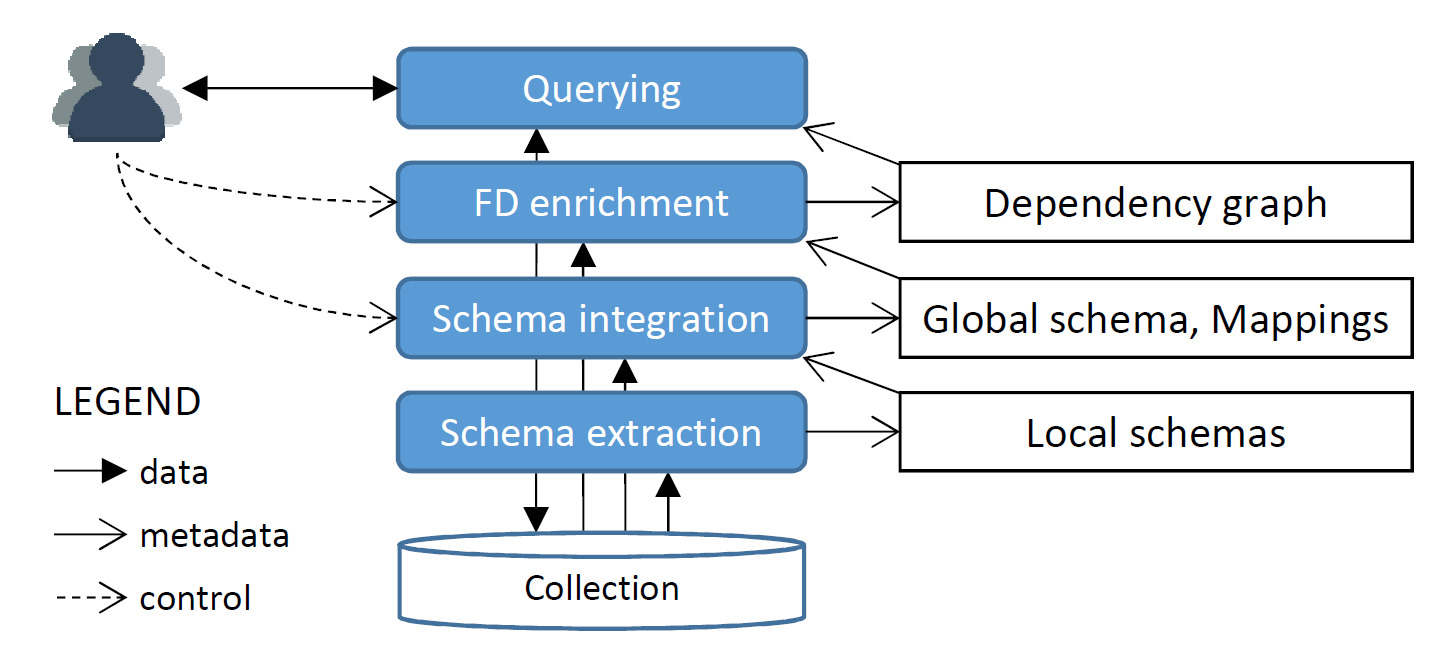 Querying
FD enrichment
Dependency graph
Schema integration
Global schema, Mappings
Schema extraction
Local schemas
Collection
LEGEND
data
metadata
control